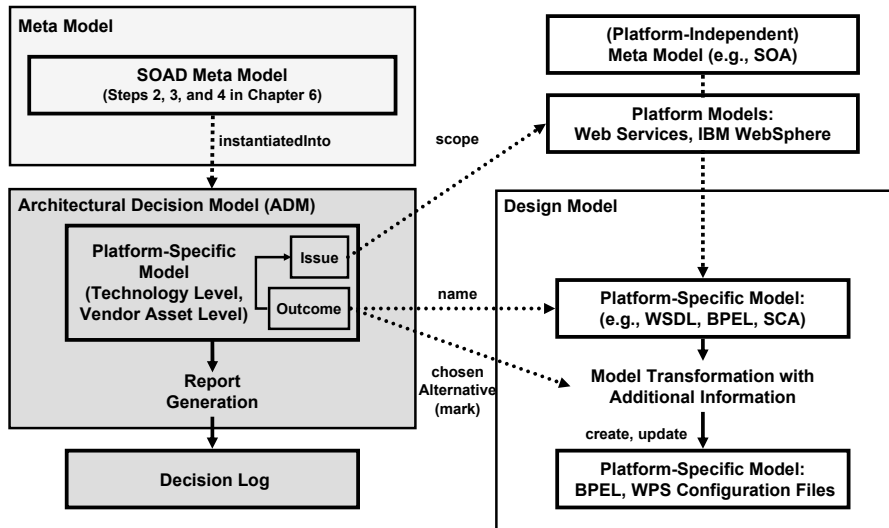 Meta Model
SOAD Meta Model
(Steps 2, 3, and 4 in Chapter 6)
instantiatedInto
Architectural Decision Model (ADM)
Platform-Specific
Model
(Technology Level,
Vendor Asset Level)
Issue
Outcome
Report
Generation
Decision Log
scope
name
chosen
Alternative
(mark)
(Platform-Independent)
Meta Model (e.g., SOA)
Platform Models:
Web Services, IBM WebSphere
Design Model
Platform-Specific Model:
(e.g., WSDL, BPEL, SCA)
Model Transformation with
Additional Information
create, update
Platform-Specific Model:
BPEL, WPS Configuration Files